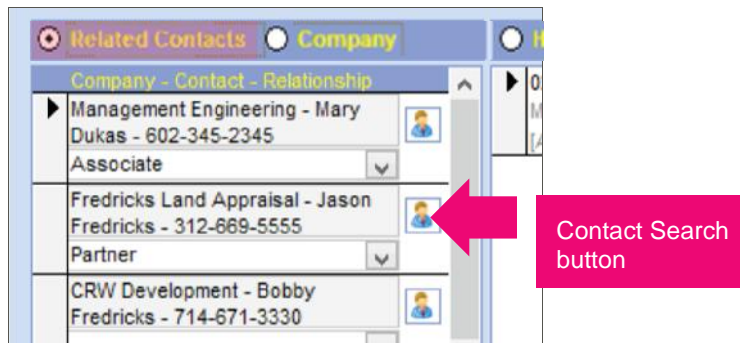 Related Contacts Company H
Company - Contact - Relationship
Management Engineering - Mary
Dukas - 602-345-2345
Associate
Fredricks Land Appraisal - Jason
Fredricks - 312-669-5555
Partner
CRW Development - Bobby
Fredricks - 714-671-3330
Contact Search
button